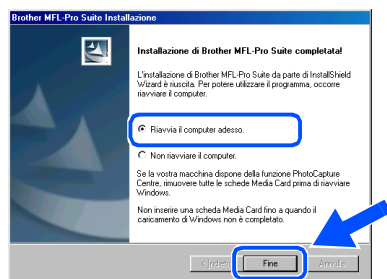 Brother MFL-Pro Suite Installazione
Installazione di Brother MFL-Pro Suite completata!
L'installazione di Brother MFL-Pro Suite da parte di InstallShield
Wizard è riuscita. Per potere utilizzare il programma, occorre
riavviare il computer.
Riavvia il computer adesso.
Non riavviare il computer.
Se la vostra macchina dispone della funzione PhotoCapture
Centre, rimuovere tutte le schede Media Card prima di riavviare
Windows.
Non inserire una scheda Media Card fino a quando il
caricamento di Windows non è completato.
Fine
Annulla